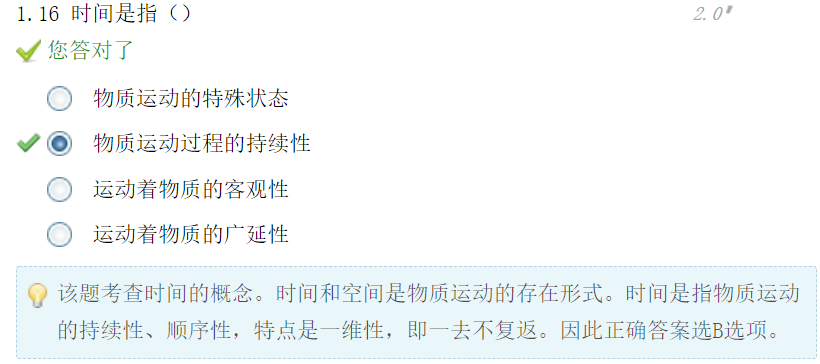 1.16 时间是指（） 2.0
您答对了
物质运动的特殊状态
物质运动过程的持续性
运动着物质的客观性
运动着物质的广延性
该题考查时间的概念。时间和空间是物质运动的存在形式。时间是指物质运动
的持续性、顺序性，特点是一维性，即一去不复返。因此正确答案选B选项。